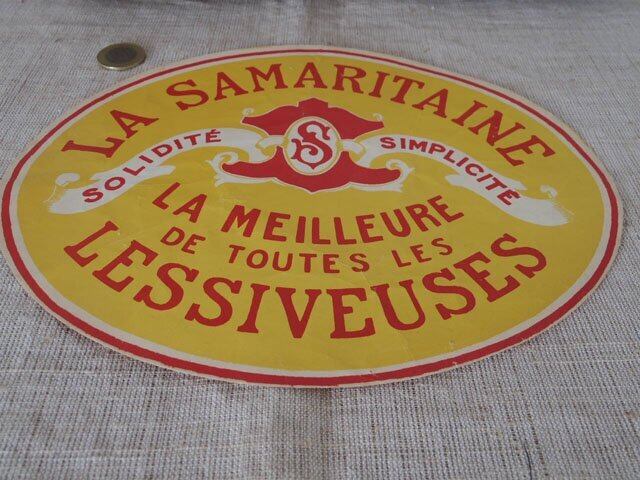 LA SAMARITAINE
SOLIDITÉ S SIMPLICITÉ
LA MEILLEURE
DE TOUTES LES
LESSIVEUSES